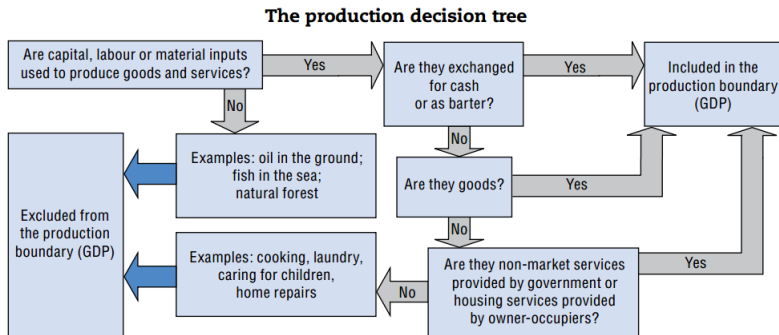 The production decision tree
Are capital, labour or material inputs
used to produce goods and services?
Yes
Are they exchanged
for cash
or as barter?
Yes
Included in the
production boundary
(GDP)
No
No
Excluded from
the production
boundary (GDP)
Examples: oil in the ground;
fish in the sea;
natural forest
Are they goods?
Yes
No
Examples: cooking, laundry,
caring for children,
home repairs
No
Are they non-market services
provided by government or
housing services provided
by owner-occupiers?
Yes